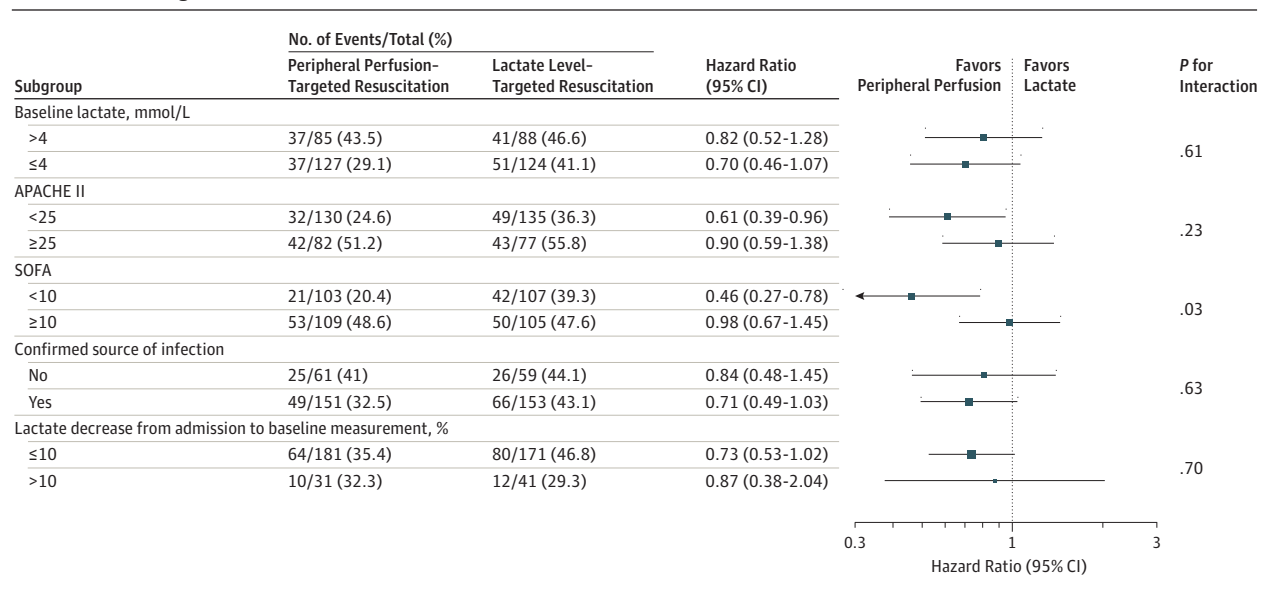 No. of Events/Total (%)
Subgroup Peripheral Perfusion–Targeted Resuscitation Lactate Level–Targeted Resuscitation Hazard Ratio (95% CI) Favors Peripheral Perfusion Favors Lactate P for Interaction
Baseline lactate, mmol/L
>4 37/85 (43.5) 41/88 (46.6) 0.82 (0.52-1.28)
≤4 37/127 (29.1) 51/124 (41.1) 0.70 (0.46-1.07)
.61
APACHE II
<25 32/130 (24.6) 49/135 (36.3) 0.61 (0.39-0.96)
≥25 42/82 (51.2) 43/77 (55.8) 0.90 (0.59-1.38)
.23
SOFA
<10 21/103 (20.4) 42/107 (39.3) 0.46 (0.27-0.78)
≥10 53/109 (48.6) 50/105 (47.6) 0.98 (0.67-1.45)
.03
Confirmed source of infection
No 25/61 (41) 26/59 (44.1) 0.84 (0.48-1.45)
Yes 49/151 (32.5) 66/153 (43.1) 0.71 (0.49-1.03)
.63
Lactate decrease from admission to baseline measurement, %
≤10 64/181 (35.4) 80/171 (46.8) 0.73 (0.53-1.02)
>10 10/31 (32.3) 12/41 (29.3) 0.87 (0.38-2.04)
.70
0.3 1 3
Hazard Ratio (95% CI)